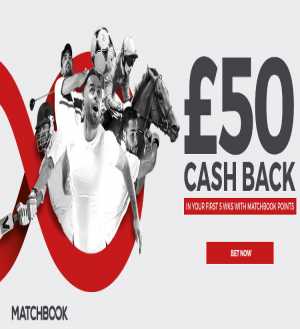 £50
CASH BACK
IN YOUR FIRST 5 WKS WITH MATCHBOOK POINTS
BET NOW
MATCHBOOK